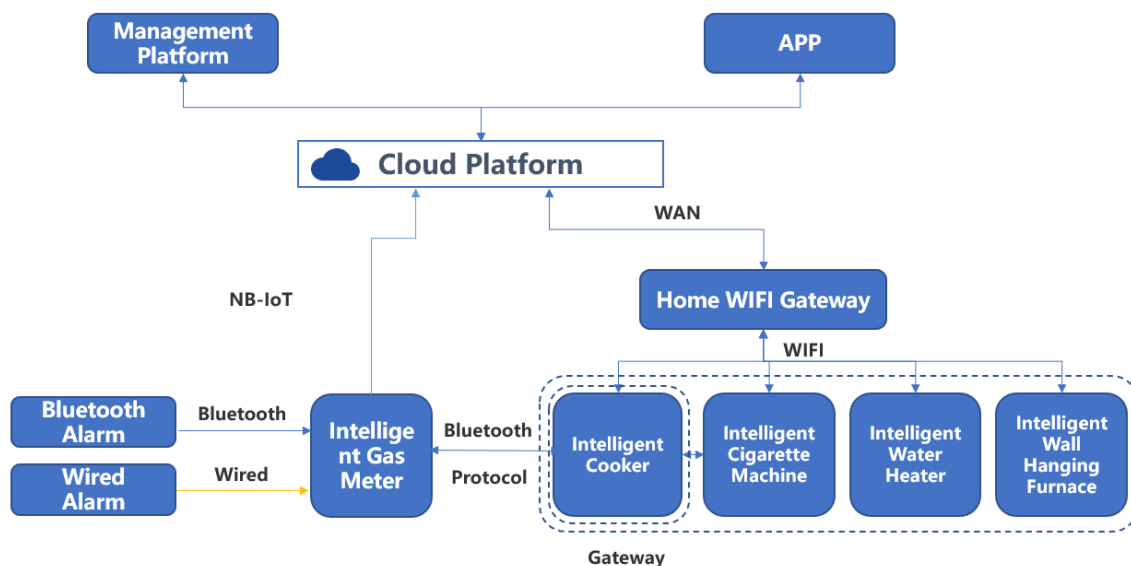 Management
Platform
APP
Cloud Platform
WAN
NB-IoT
Home WIFI Gateway
WIFI
Bluetooth
Alarm
Bluetooth
Wired
Alarm
Wired
Intellige
nt Gas
Meter
Bluetooth
Protocol
Intelligent
Cooker
Intelligent
Cigarette
Machine
Intelligent
Water
Heater
Intelligent
Wall
Hanging
Furnace
Gateway